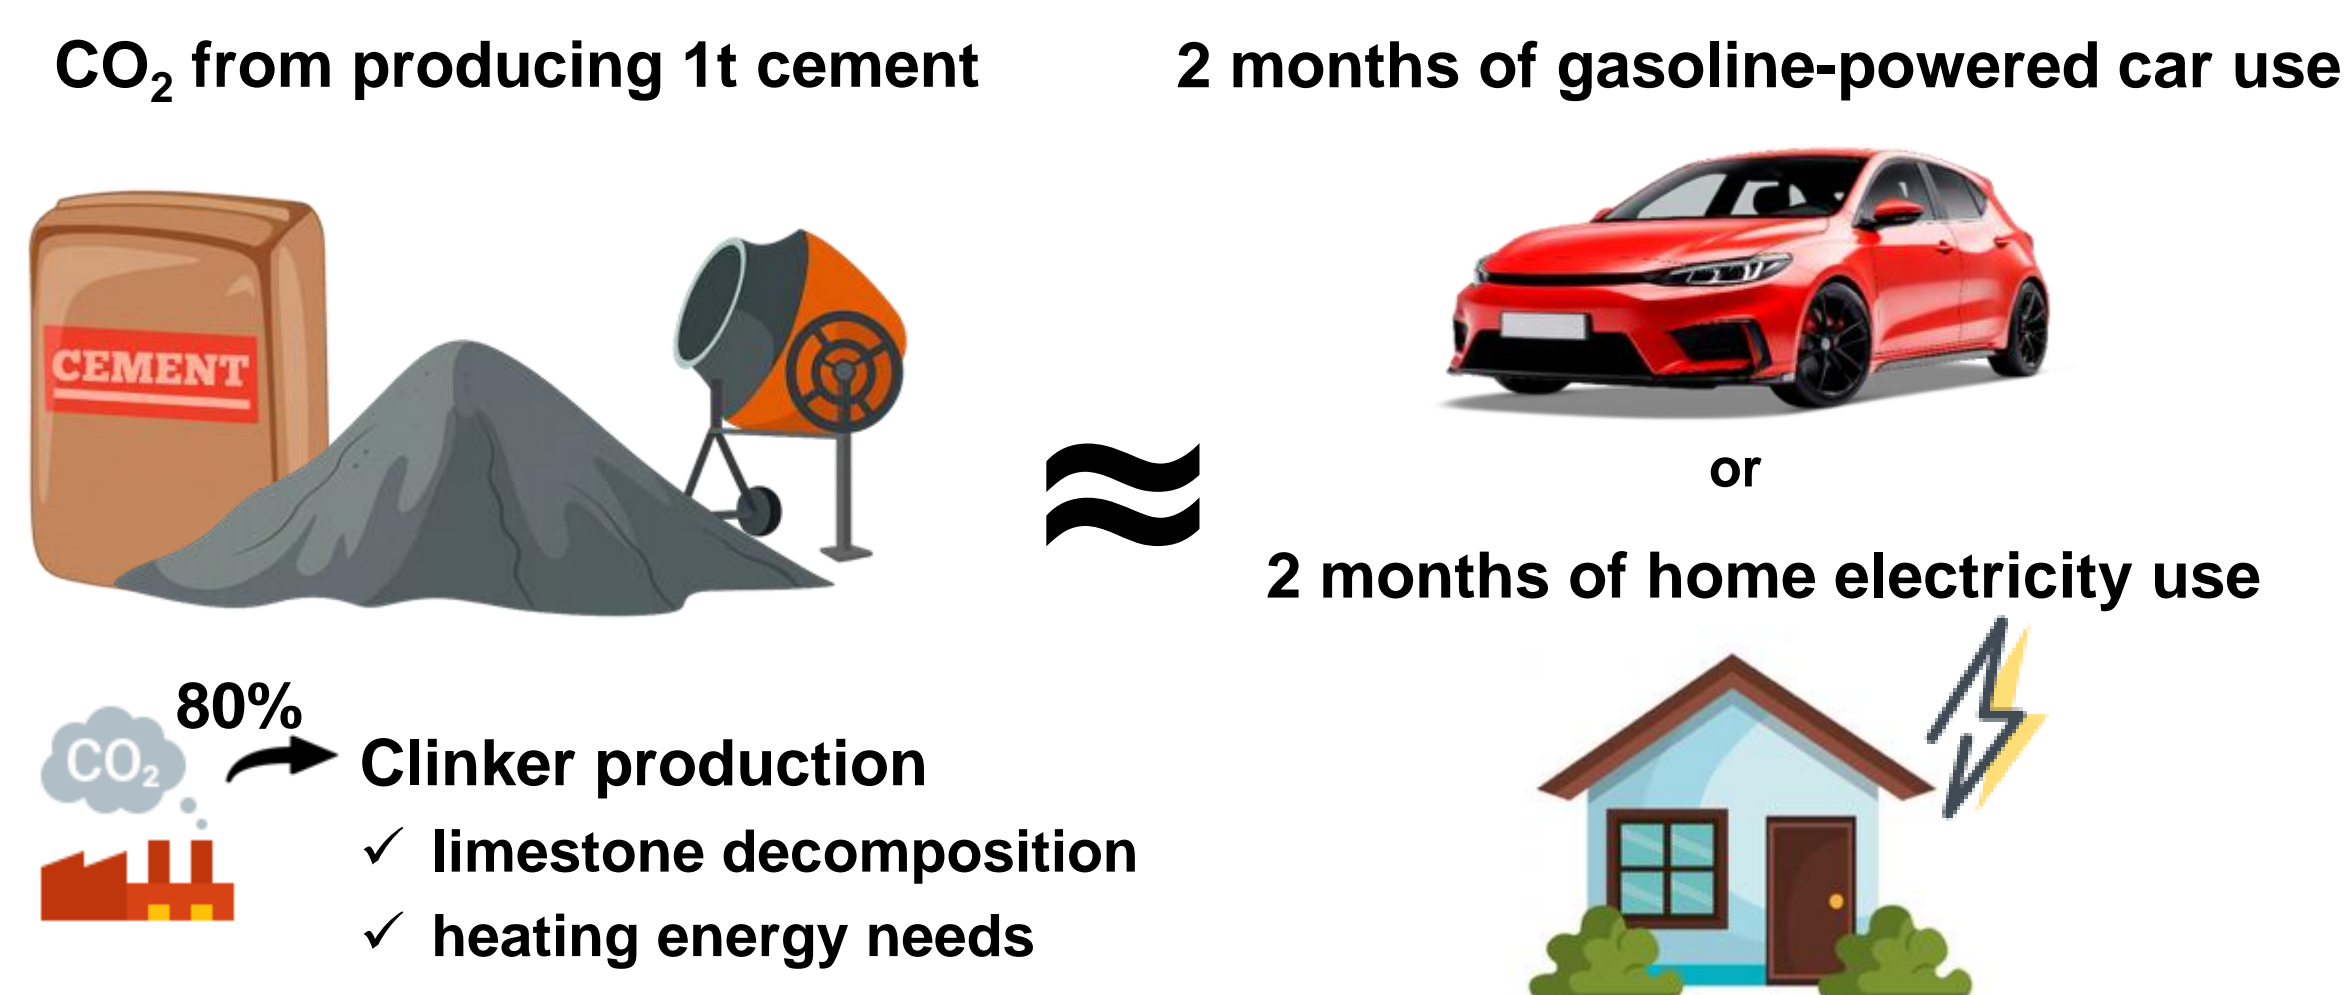 CO₂ from producing 1t cement
2 months of gasoline-powered car use
CEMENT
≈
or
2 months of home electricity use
80%
CO₂
Clinker production
✓ limestone decomposition
✓ heating energy needs